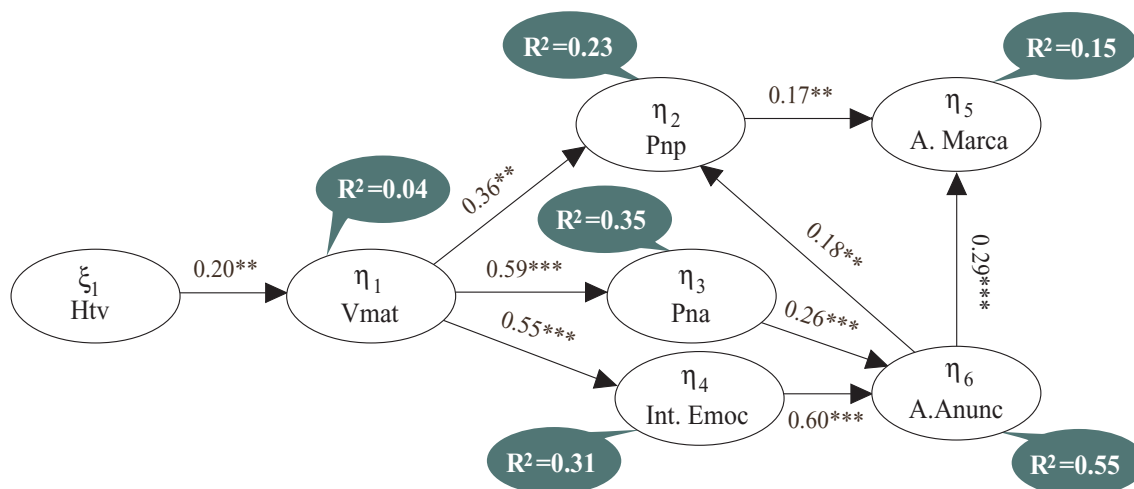 R²=0.23
R²=0.15
η₂
Pnp
0.17**
η₅
A. Marca
R²=0.04
0.36**
R²=0.35
0.18**
0.29***
ξ₁
Htv
0.20**
η₁
Vmat
0.59***
η₃
Pna
0.26***
0.55***
η₄
Int. Emoc
0.60***
η₆
A.Anunc
R²=0.31
R²=0.55